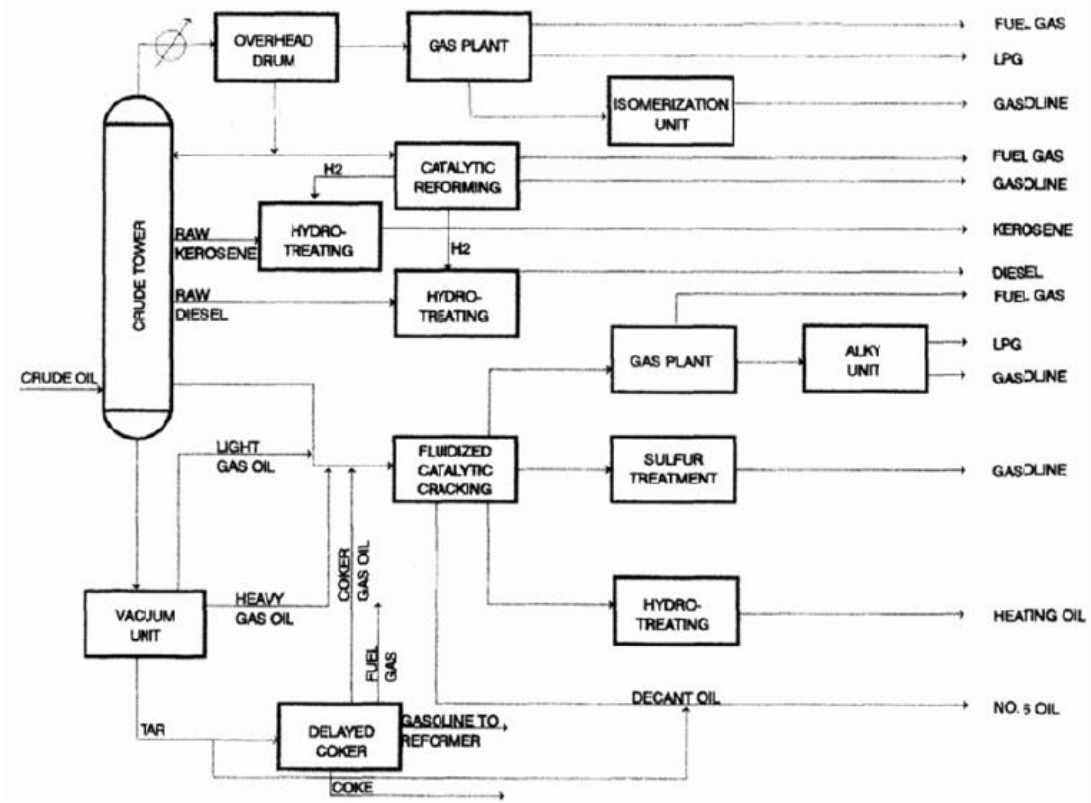 FUEL GAS
OVERHEAD
DRUM
GAS PLANT
LPG
ISOMERIZATION
UNIT
GASOLINE
FUEL GAS
CATALYTIC
REFORMING
H2
GASOLINE
HYDRO-
TREATING
RAW
KEROSENE
KEROSENE
H2
CRUDE TOWER
DIESEL
RAW
DIESEL
HYDRO-
TREATING
FUEL GAS
GAS PLANT
ALKY
UNIT
LPG
GASOLINE
CRUDE OIL
LIGHT
GAS OIL
FLUIDIZED
CATALYTIC
CRACKING
SULFUR
TREATMENT
GASOLINE
COKER
GAS OIL
HEAVY
GAS OIL
VACUUM
UNIT
HYDRO-
TREATING
HEATING OIL
FUEL
GAS
DECANT OIL
NO. 6 OIL
TAR
DELAYED
COKER
GASOLINE TO
REFORMER
COKE